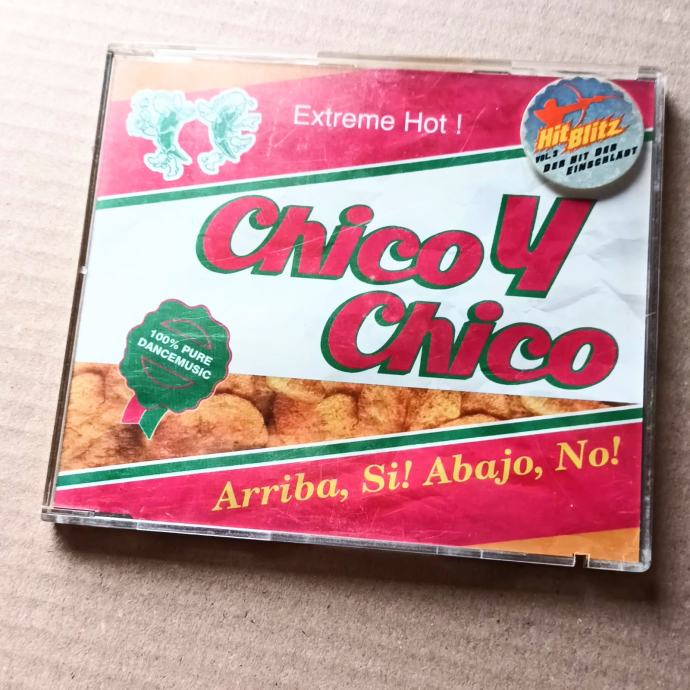 Extreme Hot !
Hit Blitz
VOL. 3
DER HIT DER
EINSCHLÄGT
Chico Y
Chico
100% PURE
DANCEMUSIC
Arriba, Si! Abajo, No!